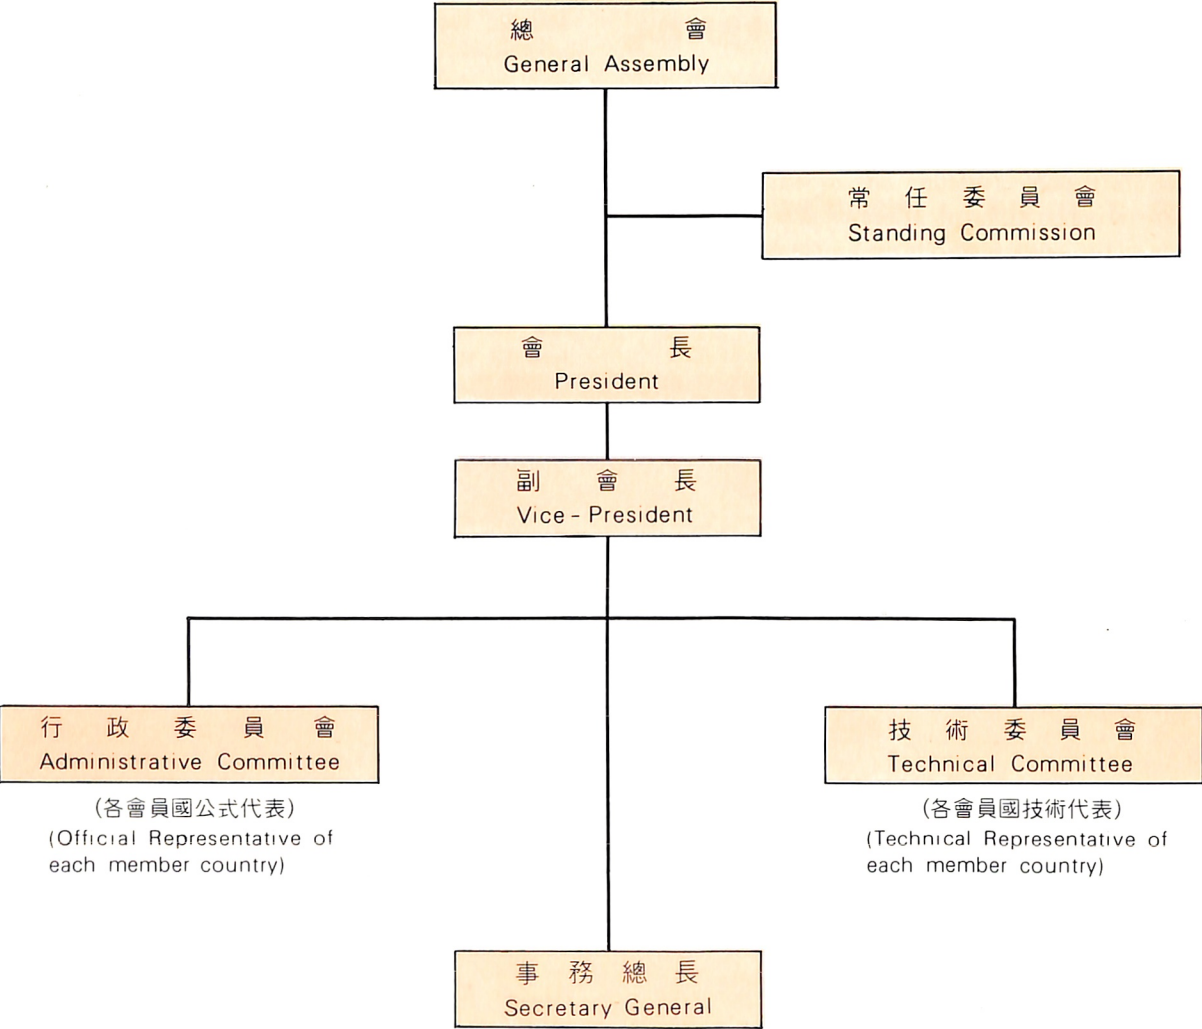 總 會
General Assembly
常 任 委 員 會
Standing Commission
會 長
President
副 會 長
Vice-President
行 政 委 員 會
Administrative Committee
(各會員國公式代表)
(Official Representative of
each member country)
技 術 委 員 會
Technical Committee
(各會員國技術代表)
(Technical Representative of
each member country)
事 務 總 長
Secretary General